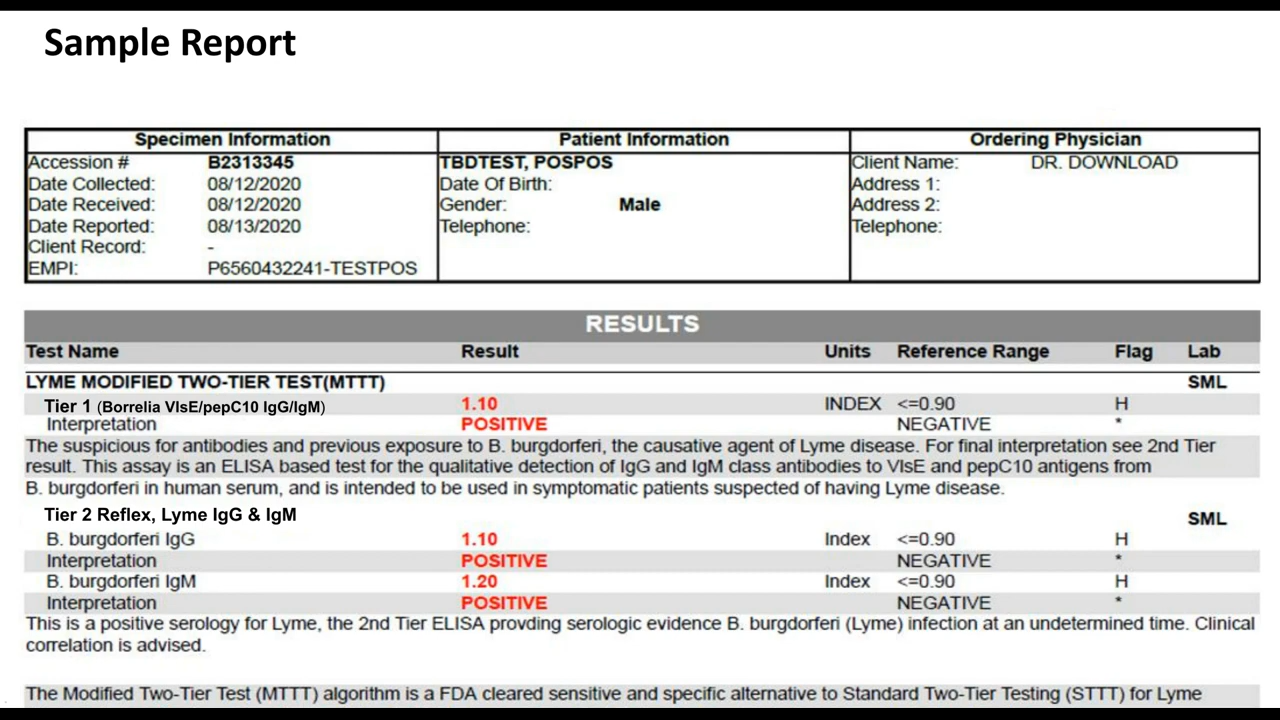 Sample Report
Specimen Information Patient Information Ordering Physician
Accession # B2313345 TBDTEST, POSPOS Client Name: DR. DOWNLOAD
Date Collected: 08/12/2020 Date Of Birth: Address 1:
Date Received: 08/12/2020 Gender: Male Address 2:
Date Reported: 08/13/2020 Telephone: Telephone:
Client Record: -
EMPI: P6560432241-TESTPOS
RESULTS
Test Name Result Units Reference Range Flag Lab
LYME MODIFIED TWO-TIER TEST(MTTT) SML
Tier 1 (Borrelia VlsE/pepC10 IgG/IgM) 1.10 INDEX <=0.90 H
Interpretation POSITIVE NEGATIVE *
The suspicious for antibodies and previous exposure to B. burgdorferi, the causative agent of Lyme disease. For final interpretation see 2nd Tier
result. This assay is an ELISA based test for the qualitative detection of IgG and IgM class antibodies to VlsE and pepC10 antigens from
B. burgdorferi in human serum, and is intended to be used in symptomatic patients suspected of having Lyme disease.
Tier 2 Reflex, Lyme IgG & IgM SML
B. burgdorferi IgG 1.10 Index <=0.90 H
Interpretation POSITIVE NEGATIVE *
B. burgdorferi IgM 1.20 Index <=0.90 H
Interpretation POSITIVE NEGATIVE *
This is a positive serology for Lyme, the 2nd Tier ELISA provding serologic evidence B. burgdorferi (Lyme) infection at an undetermined time. Clinical
correlation is advised.
The Modified Two-Tier Test (MTTT) algorithm is a FDA cleared sensitive and specific alternative to Standard Two-Tier Testing (STTT) for Lyme